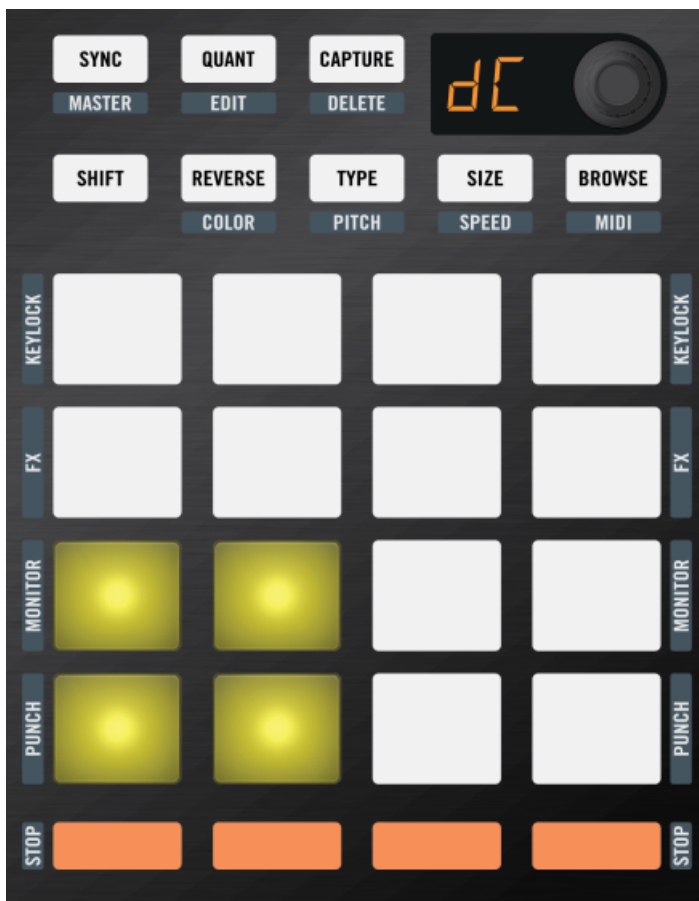 SYNC QUANT CAPTURE dC
MASTER EDIT DELETE
SHIFT REVERSE TYPE SIZE BROWSE
COLOR PITCH SPEED MIDI
KEYLOCK KEYLOCK
FX FX
MONITOR MONITOR
PUNCH PUNCH
STOP STOP